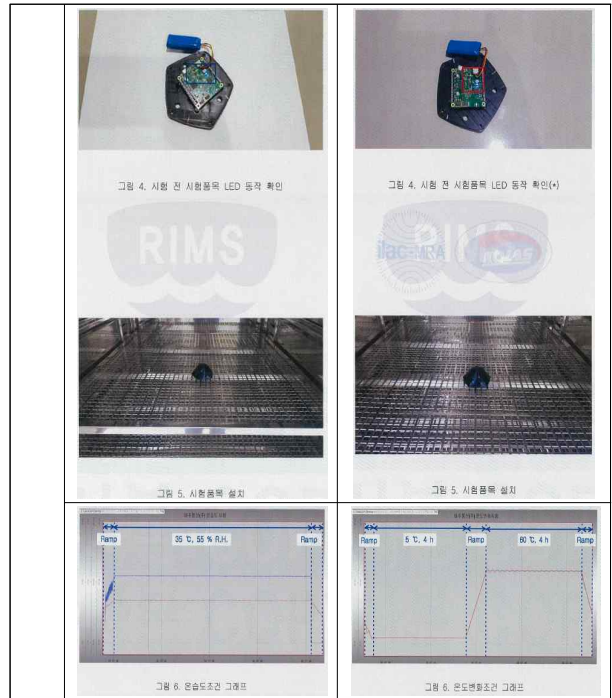 그림 4. 시험 전 시험품목 LED 동작 확인
그림 4. 시험 전 시험품목 LED 동작 확인(*)
RIMS
ilac-MRA
KOLAS
그림 5. 시험품목 설치
그림 5. 시험품목 설치
Ramp
35 ℃, 55 % R.H.
Ramp
그림 6. 온습도조건 그래프
Ramp
5 ℃, 4 h
Ramp
60 ℃, 4 h
Ramp
그림 6. 온도변화조건 그래프